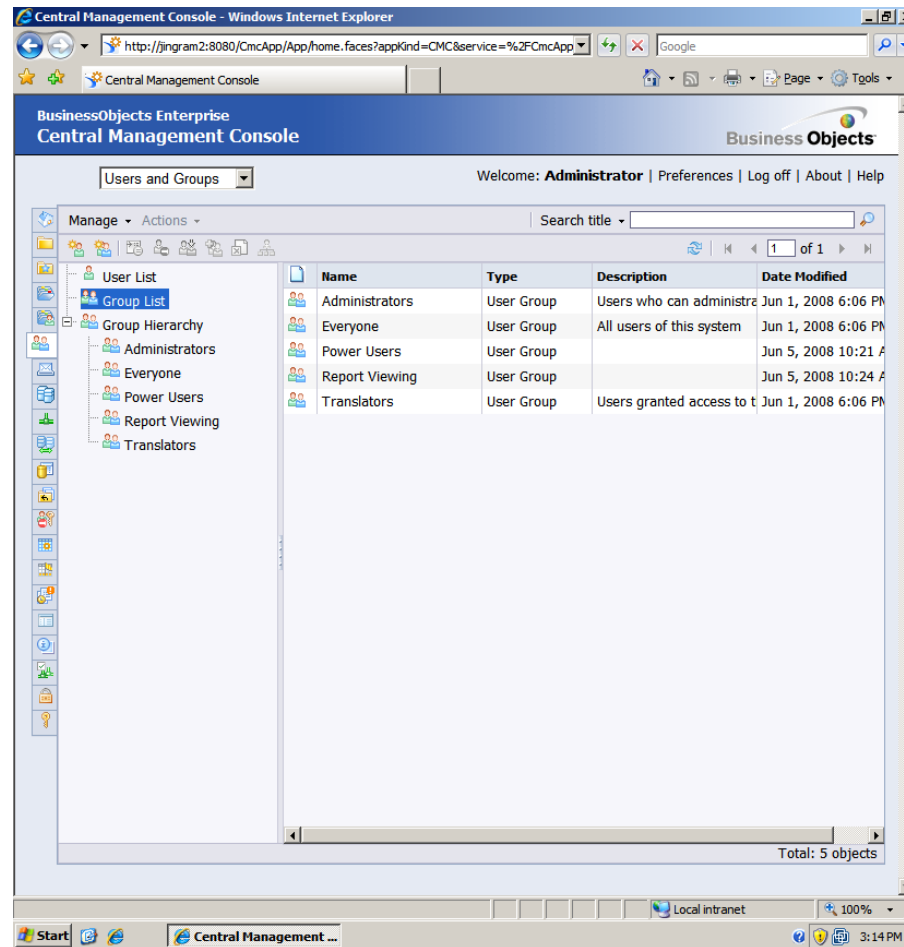 Central Management Console - Windows Internet Explorer
http://jingram2:8080/CmcApp/App/home.faces?appKind=CMC&service=%2FCmcApp
Google
Central Management Console
Page
Tools
BusinessObjects Enterprise
Central Management Console
Business Objects
Users and Groups
Welcome: Administrator | Preferences | Log off | About | Help
Manage
Actions
Search title
1 of 1
User List
Group List
Group Hierarchy
Administrators
Everyone
Power Users
Report Viewing
Translators
Name Type Description Date Modified
Administrators User Group Users who can administra Jun 1, 2008 6:06 PM
Everyone User Group All users of this system Jun 1, 2008 6:06 PM
Power Users User Group Jun 5, 2008 10:21 A
Report Viewing User Group Jun 5, 2008 10:24 A
Translators User Group Users granted access to t Jun 1, 2008 6:06 PM
Total: 5 objects
Local intranet
100%
Start
Central Management ...
3:14 PM